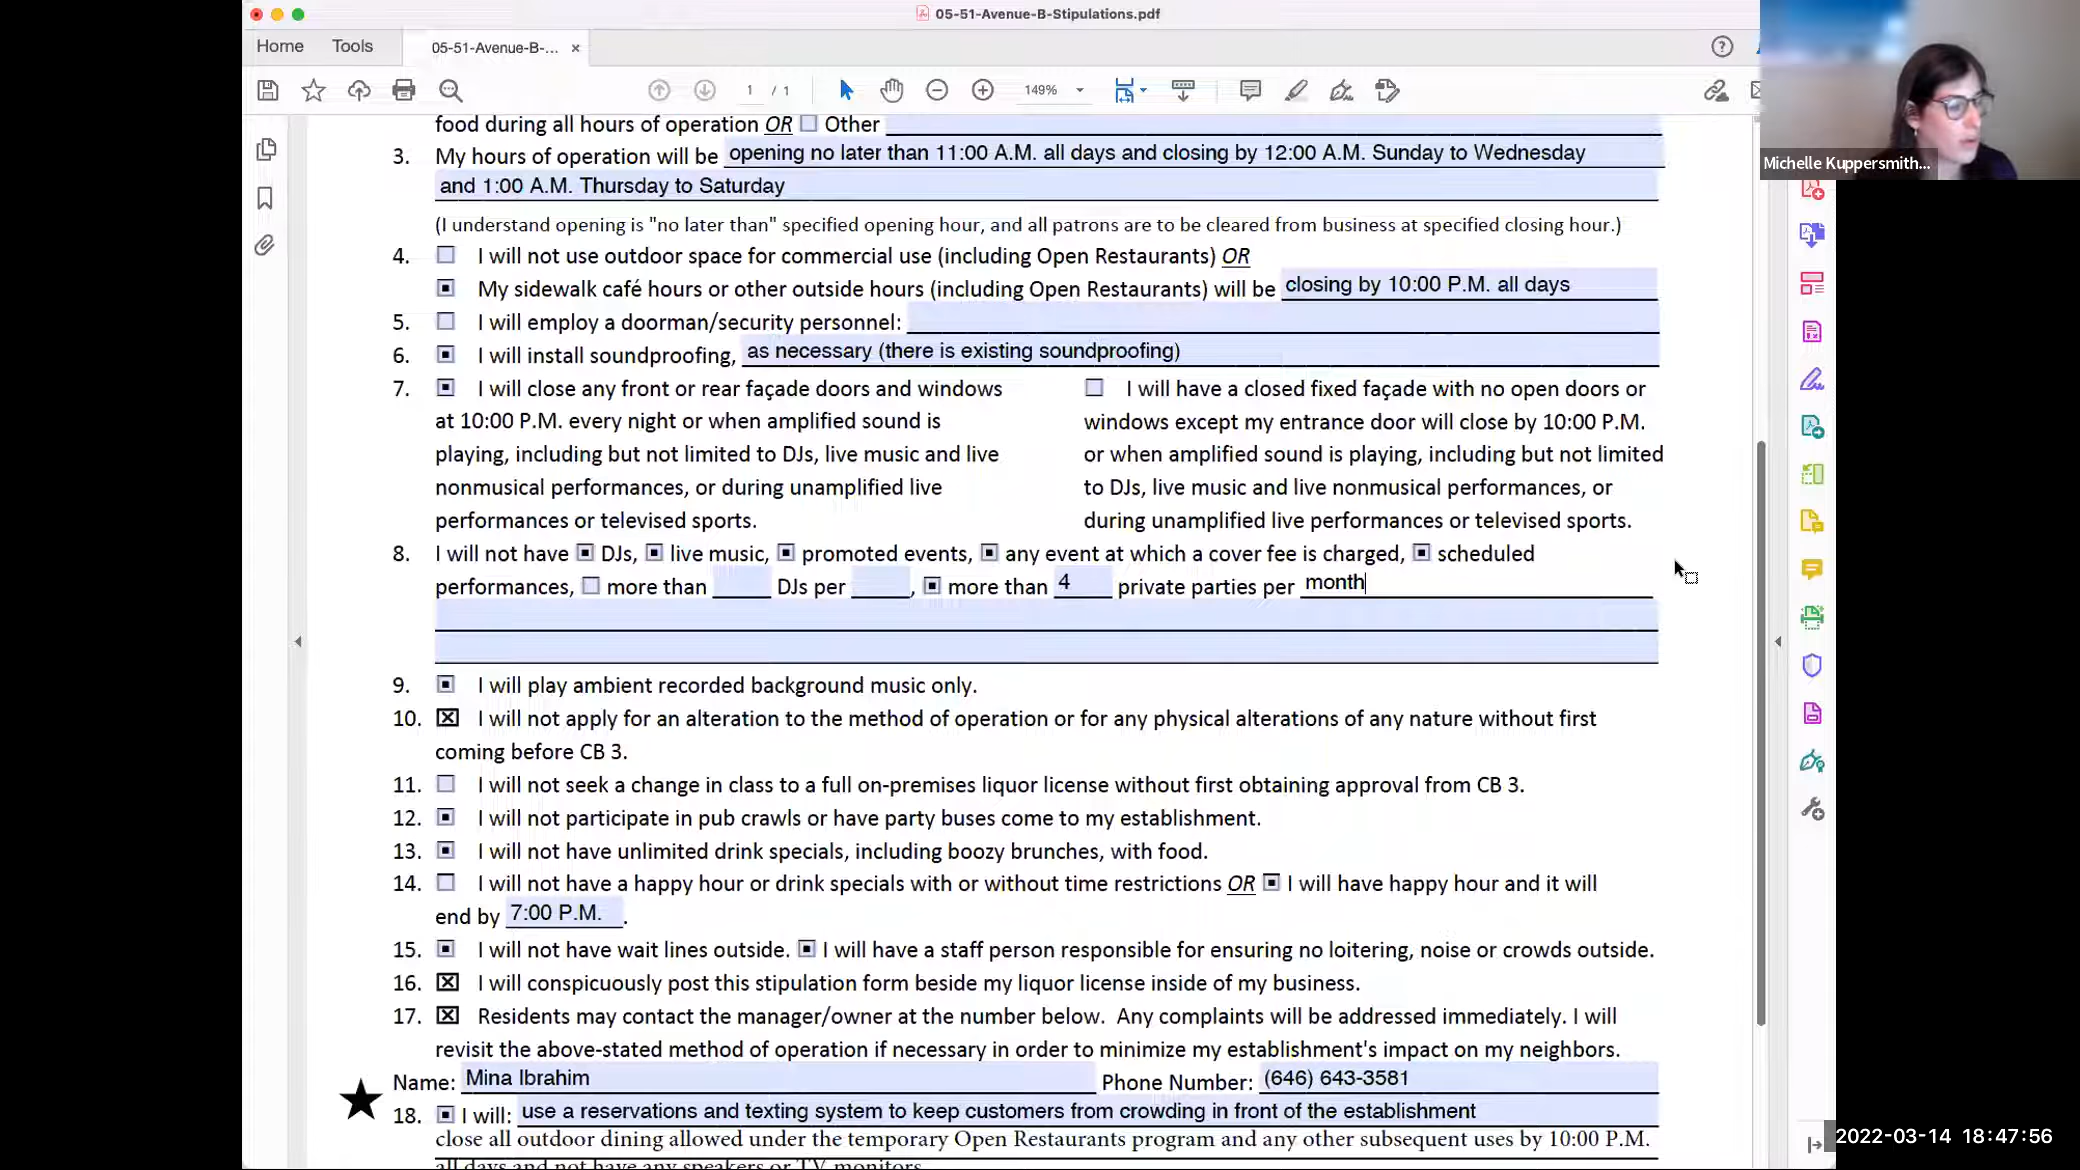 05-51-Avenue-B-Stipulations.pdf
Home Tools 05-51-Avenue-B-... ×
1 / 1 149%
Michelle Kuppersmith...
food during all hours of operation OR Other
3. My hours of operation will be opening no later than 11:00 A.M. all days and closing by 12:00 A.M. Sunday to Wednesday
and 1:00 A.M. Thursday to Saturday
(I understand opening is "no later than" specified opening hour, and all patrons are to be cleared from business at specified closing hour.)
4. I will not use outdoor space for commercial use (including Open Restaurants) OR
My sidewalk café hours or other outside hours (including Open Restaurants) will be closing by 10:00 P.M. all days
5. I will employ a doorman/security personnel:
6. I will install soundproofing, as necessary (there is existing soundproofing)
7. I will close any front or rear façade doors and windows
at 10:00 P.M. every night or when amplified sound is
playing, including but not limited to DJs, live music and live
nonmusical performances, or during unamplified live
performances or televised sports.
I will have a closed fixed façade with no open doors or
windows except my entrance door will close by 10:00 P.M.
or when amplified sound is playing, including but not limited
to DJs, live music and live nonmusical performances, or
during unamplified live performances or televised sports.
8. I will not have DJs, live music, promoted events, any event at which a cover fee is charged, scheduled
performances, more than DJs per , more than 4 private parties per month
9. I will play ambient recorded background music only.
10. I will not apply for an alteration to the method of operation or for any physical alterations of any nature without first
coming before CB 3.
11. I will not seek a change in class to a full on-premises liquor license without first obtaining approval from CB 3.
12. I will not participate in pub crawls or have party buses come to my establishment.
13. I will not have unlimited drink specials, including boozy brunches, with food.
14. I will not have a happy hour or drink specials with or without time restrictions OR I will have happy hour and it will
end by 7:00 P.M. .
15. I will not have wait lines outside. I will have a staff person responsible for ensuring no loitering, noise or crowds outside.
16. I will conspicuously post this stipulation form beside my liquor license inside of my business.
17. Residents may contact the manager/owner at the number below. Any complaints will be addressed immediately. I will
revisit the above-stated method of operation if necessary in order to minimize my establishment's impact on my neighbors.
Name: Mina Ibrahim Phone Number: (646) 643-3581
18. I will: use a reservations and texting system to keep customers from crowding in front of the establishment
close all outdoor dining allowed under the temporary Open Restaurants program and any other subsequent uses by 10:00 P.M.
all days and not have any speakers or TV monitors
2022-03-14 18:47:56